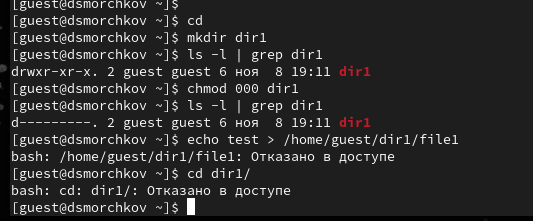 [guest@dsmorchkov ~]$
[guest@dsmorchkov ~]$ cd
[guest@dsmorchkov ~]$ mkdir dir1
[guest@dsmorchkov ~]$ ls -l | grep dir1
drwxr-xr-x. 2 guest guest 6 ноя  8 19:11 dir1
[guest@dsmorchkov ~]$ chmod 000 dir1
[guest@dsmorchkov ~]$ ls -l | grep dir1
d---------. 2 guest guest 6 ноя  8 19:11 dir1
[guest@dsmorchkov ~]$ echo test > /home/guest/dir1/file1
bash: /home/guest/dir1/file1: Отказано в доступе
[guest@dsmorchkov ~]$ cd dir1/
bash: cd: dir1/: Отказано в доступе
[guest@dsmorchkov ~]$